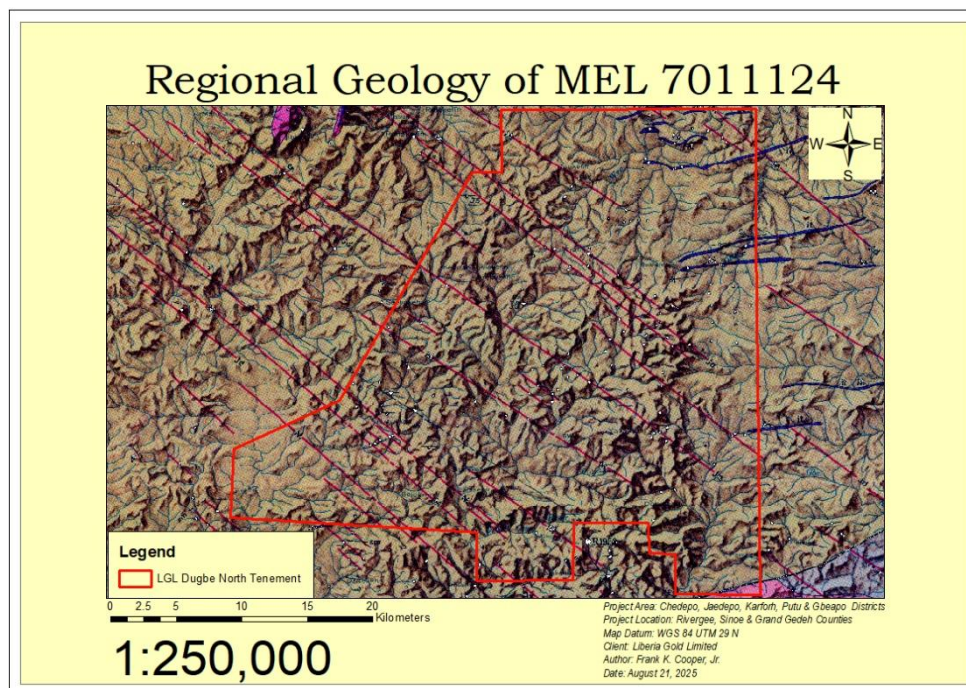 Regional Geology of MEL 7011124
N
W E
S
Legend
LGL Dugbe North Tenement
0 2.5 5 10 15 20
Kilometers
1:250,000
Project Area: Chedepo, Jaedepo, Karforh, Putu & Gbeapo Districts
Project Location: Rivergee, Sinoe & Grand Gedeh Counties
Map Datum: WGS 84 UTM 29 N
Client: Liberia Gold Limited
Author: Frank K. Cooper, Jr.
Date: August 21, 2025